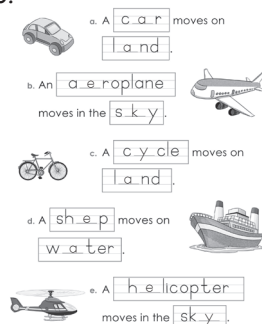 a. A car moves on
land.
b. An aeroplane
moves in the sky.
c. A cycle moves on
land.
d. A shep moves on
water.
e. A helicopter
moves in the sky.